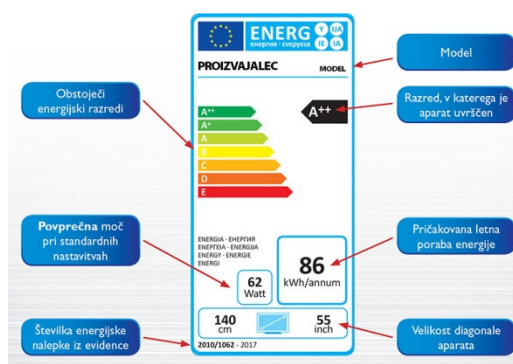 ENERG
Y UA
енергия · ενεργεια
IE IA
PROIZVAJALEC
MODEL
Model
Obstoječi
energijski razredi
A++
A+
A
B
C
D
E
A++
Razred, v katerega je
aparat uvrščen
Povprečna moč
pri standardnih
nastavitvah
ENERGIA · ЕНЕРГИЯ
ΕΝΕΡΓΕΙΑ · ENERGIJA
ENERGY · ENERGIE
ENERGI
62
Watt
86
kWh/annum
Pričakovana letna
poraba energije
140
cm
55
inch
Številka energijske
nalepke iz evidence
2010/1062 - 2017
Velikost diagonale
aparata